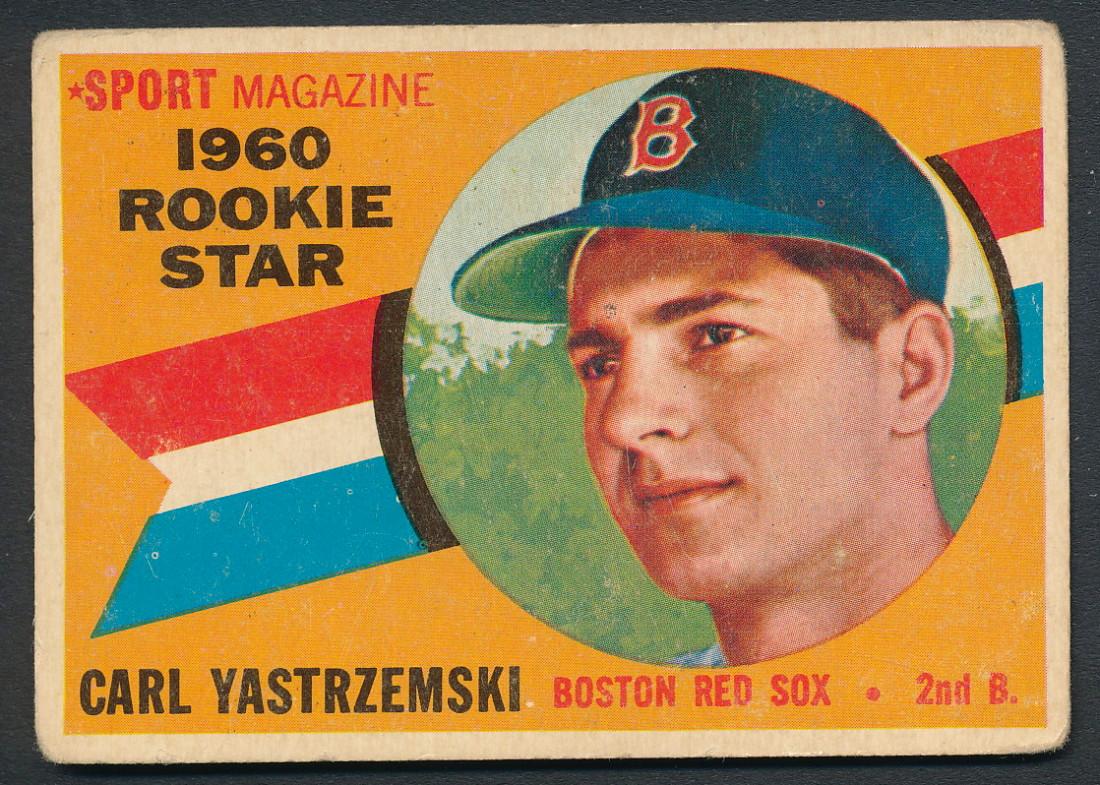 ★SPORT MAGAZINE
1960
ROOKIE
STAR
B
CARL YASTRZEMSKI BOSTON RED SOX • 2nd B.